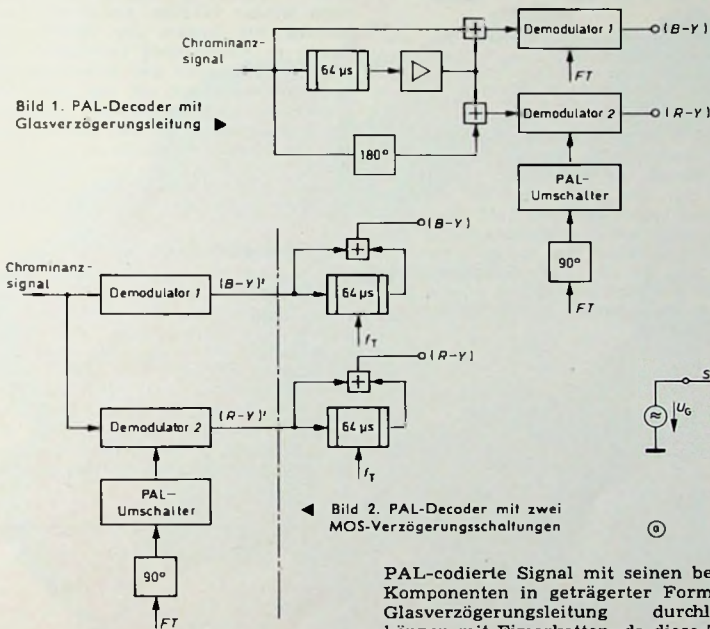 Chrominanz-
signal
64 µs
+
Demodulator 1
(B-Y)
FT
+
Demodulator 2
(R-Y)
180°
PAL-
Umschalter
90°
FT
Bild 1. PAL-Decoder mit
Glasverzögerungsleitung ▶
Chrominanz-
signal
Demodulator 1
(B-Y)'
+
(B-Y)
64 µs
fT
Demodulator 2
(R-Y)'
+
(R-Y)
64 µs
fT
PAL-
Umschalter
90°
FT
◀ Bild 2. PAL-Decoder mit zwei
MOS-Verzögerungsschaltungen
S
≈
UG
a
PAL-codierte Signal mit seinen be
Komponenten in geträgerter Form
Glasverzögerungsleitung durchl